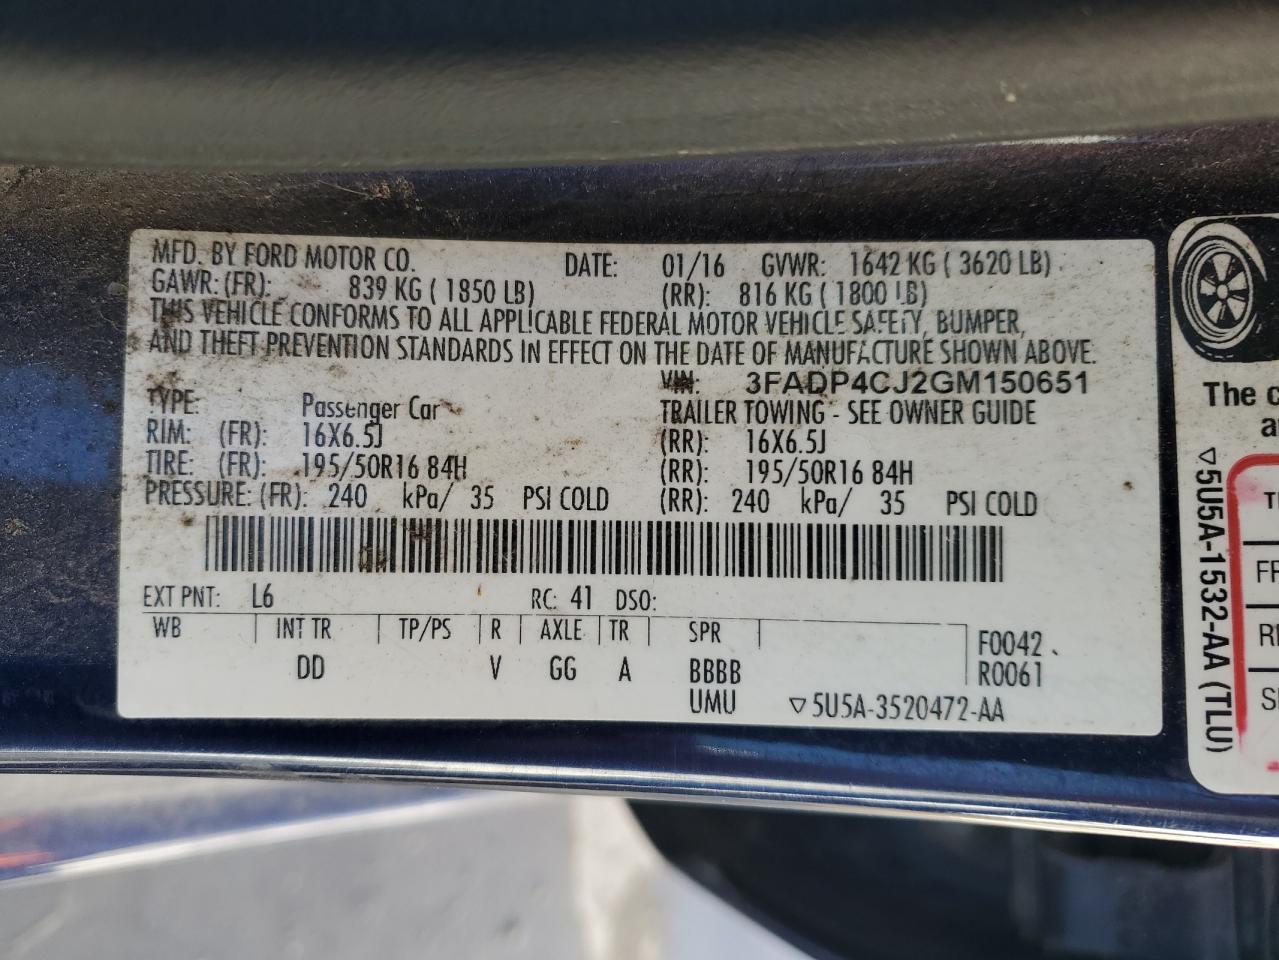 MFD. BY FORD MOTOR CO. DATE: 01/16 GVWR: 1642 KG ( 3620 LB)
GAWR: (FR): 839 KG ( 1850 LB) (RR): 816 KG ( 1800 LB)
THIS VEHICLE CONFORMS TO ALL APPLICABLE FEDERAL MOTOR VEHICLE SAFETY, BUMPER,
AND THEFT PREVENTION STANDARDS IN EFFECT ON THE DATE OF MANUFACTURE SHOWN ABOVE.
VIN: 3FADP4CJ2GM150651
TYPE: Passenger Car TRAILER TOWING - SEE OWNER GUIDE
RIM: (FR): 16X6.5J (RR): 16X6.5J
TIRE: (FR): 195/50R16 84H (RR): 195/50R16 84H
PRESSURE: (FR): 240 kPa/ 35 PSI COLD (RR): 240 kPa/ 35 PSI COLD
EXT PNT: L6 RC: 41 DSO:
WB INT TR TP/PS R AXLE TR SPR F0042
DD V GG A BBBB R0061
UMU ▽5U5A-3520472-AA
The c
a
▽5U5A-1532-AA (TLU)
T
FR
R
S